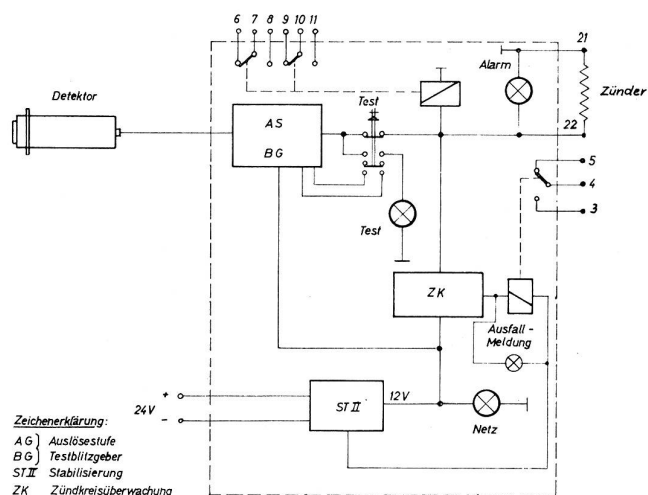 6 7 8 9 10 11
21
Alarm
Zünder
Detektor
Test
AS
BG
22
5
4
3
Test
ZK
Ausfall-
Meldung
+
24V
-
ST II
12V
Netz
Zeichenerklärung:
AG } Auslösestufe
BG } Testblitzgeber
ST II Stabilisierung
ZK Zündkreisüberwachung